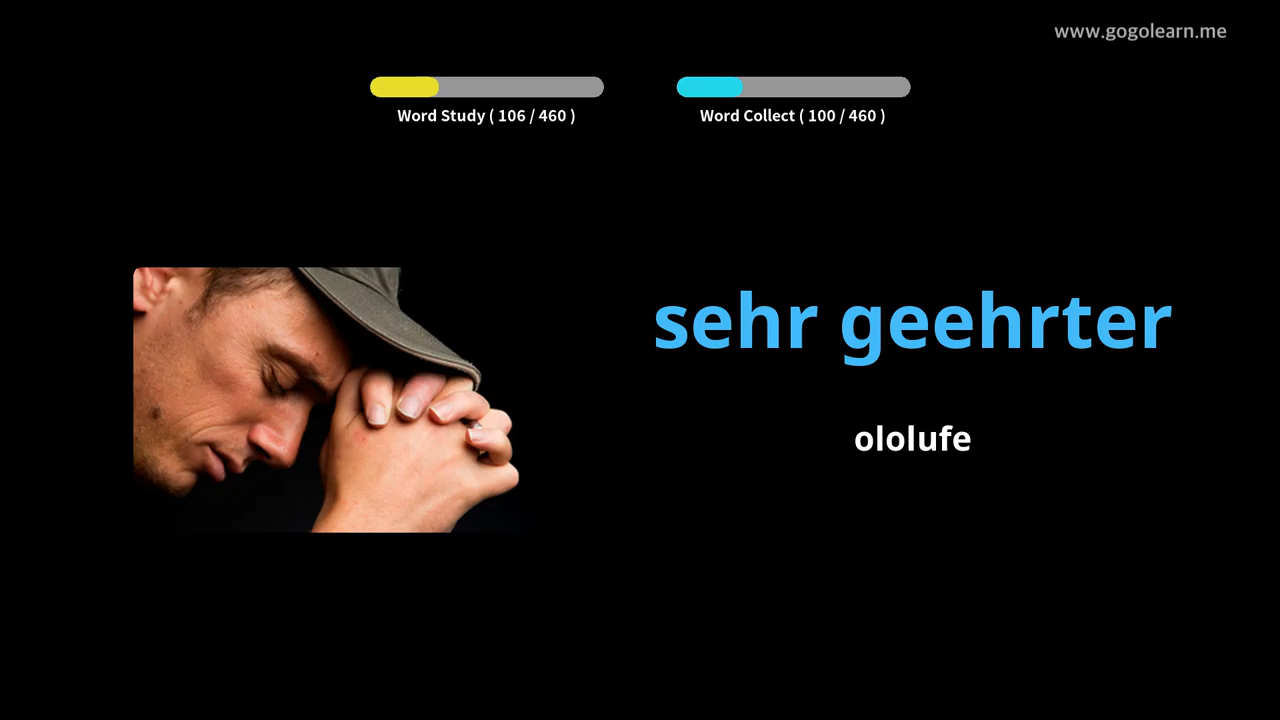 www.gogolearn.me
Word Study ( 106 / 460 )
Word Collect ( 100 / 460 )
sehr geehrter
ololufe